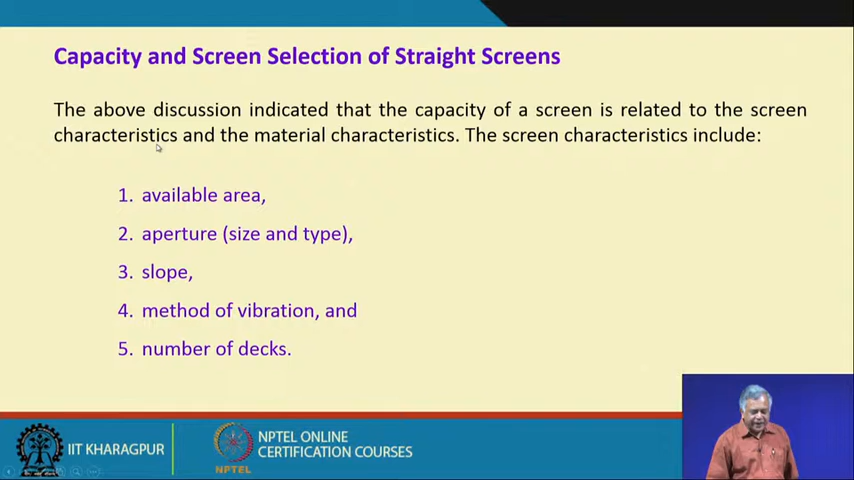 Capacity and Screen Selection of Straight Screens
The above discussion indicated that the capacity of a screen is related to the screen
characteristics and the material characteristics. The screen characteristics include:
1. available area,
2. aperture (size and type),
3. slope,
4. method of vibration, and
5. number of decks.
IIT KHARAGPUR
NPTEL
NPTEL ONLINE
CERTIFICATION COURSES